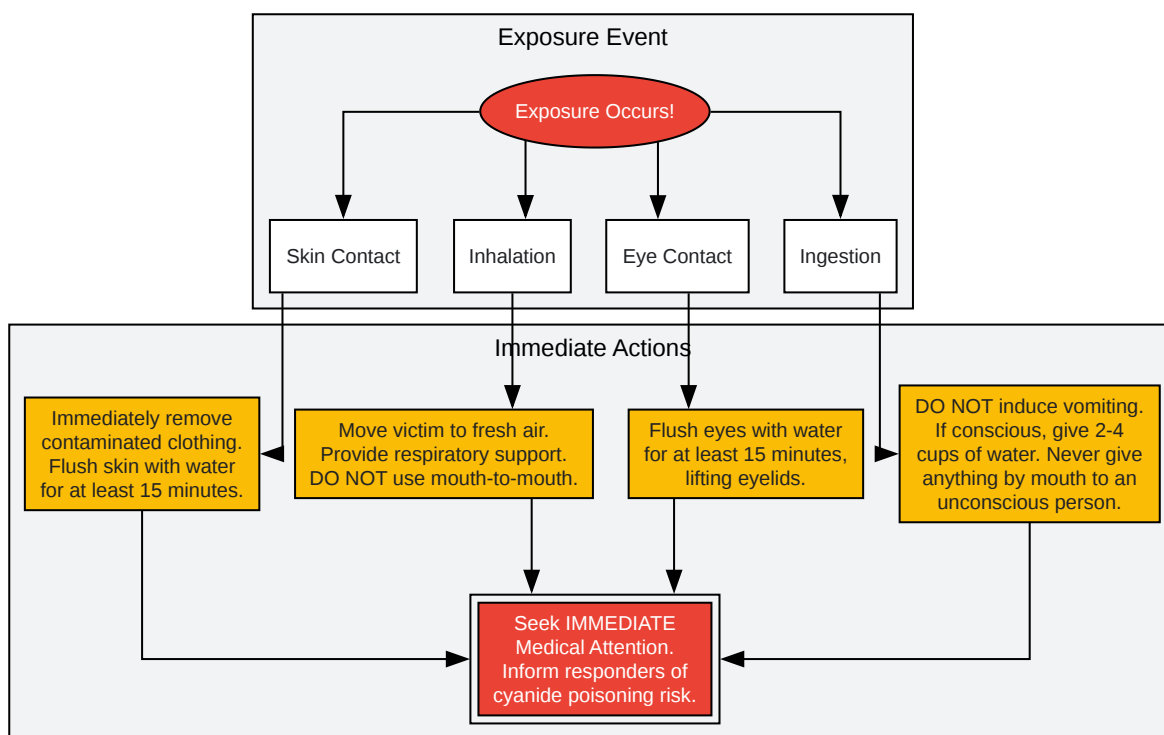 Exposure Event
Exposure Occurs!
Skin Contact
Inhalation
Eye Contact
Ingestion
Immediate Actions
Immediately remove
contaminated clothing.
Flush skin with water
for at least 15 minutes.
Move victim to fresh air.
Provide respiratory support.
DO NOT use mouth-to-mouth.
Flush eyes with water
for at least 15 minutes,
lifting eyelids.
DO NOT induce vomiting.
If conscious, give 2-4
cups of water. Never give
anything by mouth to an
unconscious person.
Seek IMMEDIATE
Medical Attention.
Inform responders of
cyanide poisoning risk.